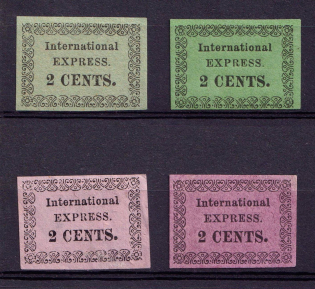 International
EXPRESS.
2 CENTS.
International
EXPRESS.
2 CENTS.
International
EXPRESS.
2 CENTS.
International
EXPRESS.
2 CENTS.